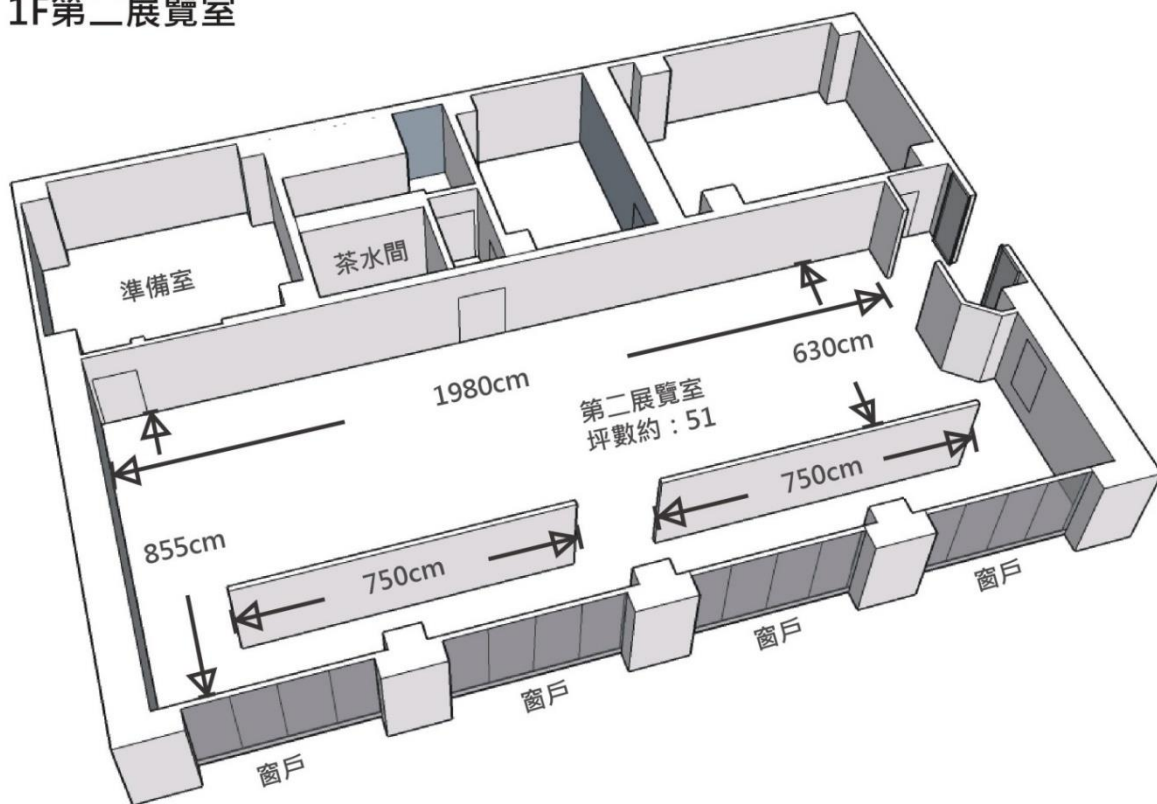 1F第二展覽室
準備室
茶水間
1980cm
630cm
第二展覽室
坪數約：51
750cm
855cm
750cm
窗戶
窗戶
窗戶
窗戶